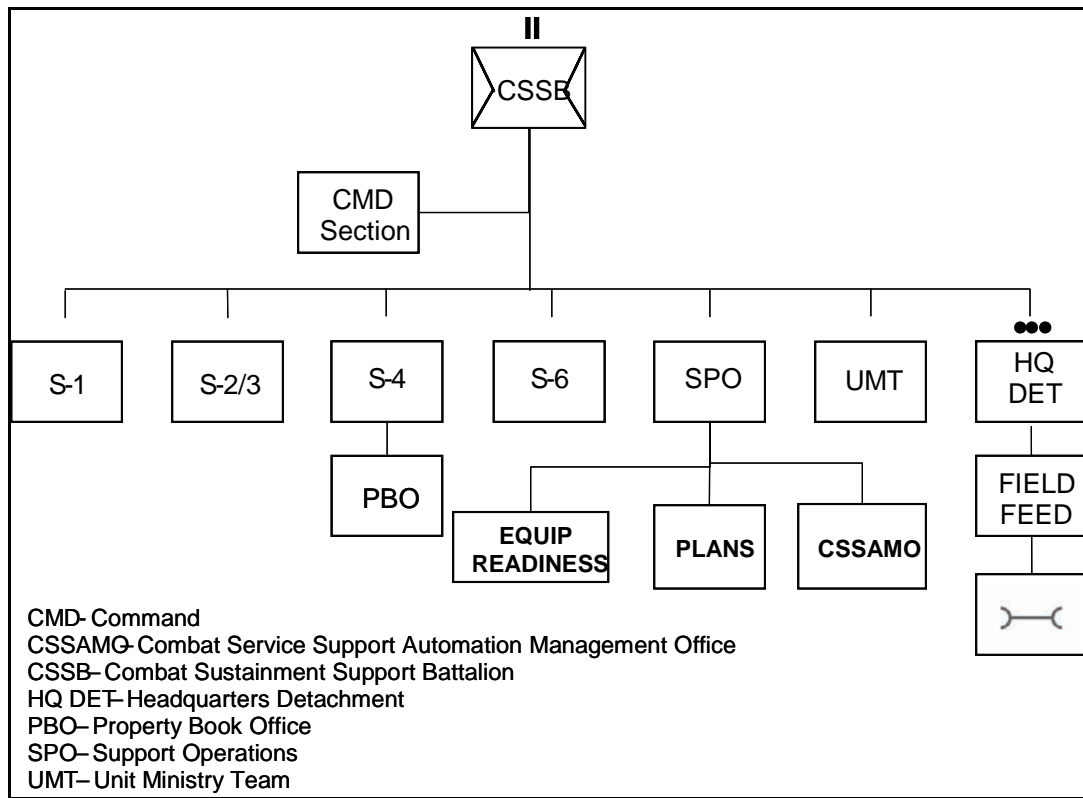 II
CSSB
CMD
Section
S-1
S-2/3
S-4
S-6
SPO
UMT
HQ
DET
PBO
EQUIP
READINESS
PLANS
CSSAMO
FIELD
FEED
CMD- Command
CSSAMO-Combat Service Support Automation Management Office
CSSB–Combat Sustainment Support Battalion
HQ DET–Headquarters Detachment
PBO–Property Book Office
SPO–Support Operations
UMT–Unit Ministry Team